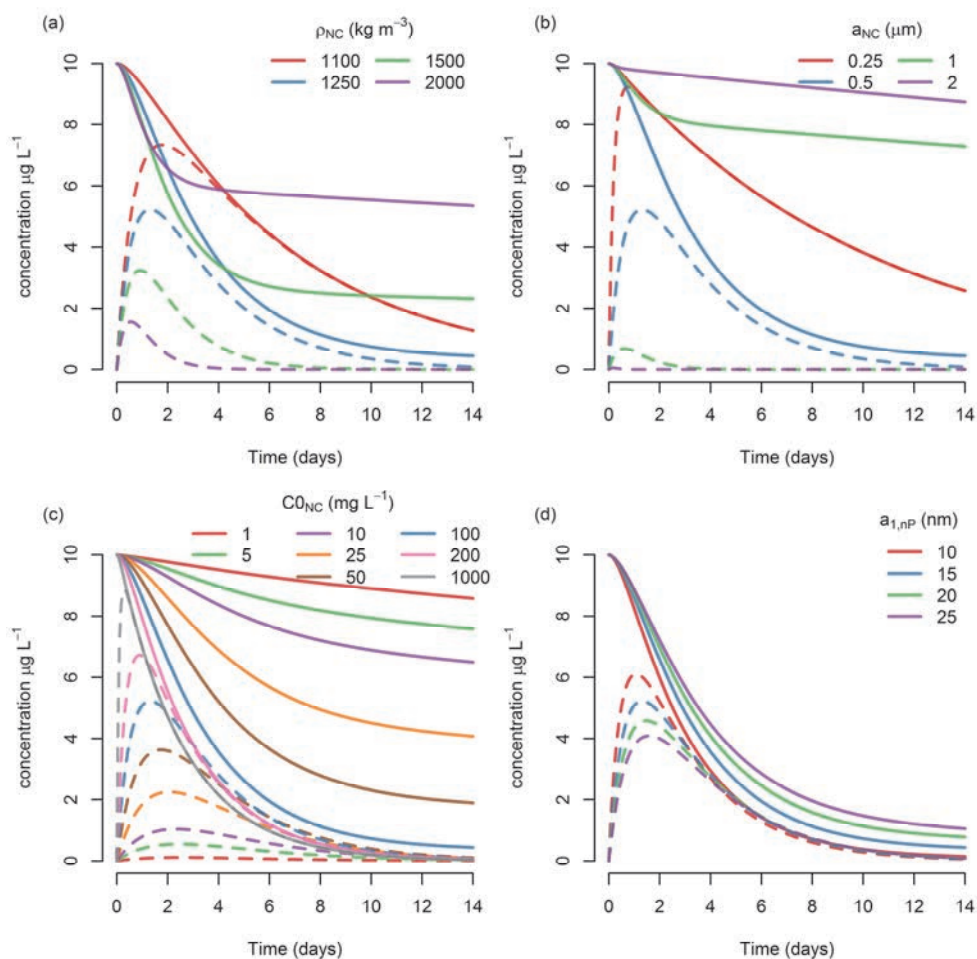 (a)
ρNC (kg m−3)
1100 1500
1250 2000
concentration μg L−1
10
8
6
4
2
0
0 2 4 6 8 10 12 14
Time (days)
(b)
aNC (μm)
0.25 1
0.5 2
concentration μg L−1
10
8
6
4
2
0
0 2 4 6 8 10 12 14
Time (days)
(c)
C0NC (mg L−1)
1 10 100
5 25 200
50 1000
concentration μg L−1
10
8
6
4
2
0
0 2 4 6 8 10 12 14
Time (days)
(d)
a1,nP (nm)
10
15
20
25
concentration μg L−1
10
8
6
4
2
0
0 2 4 6 8 10 12 14
Time (days)